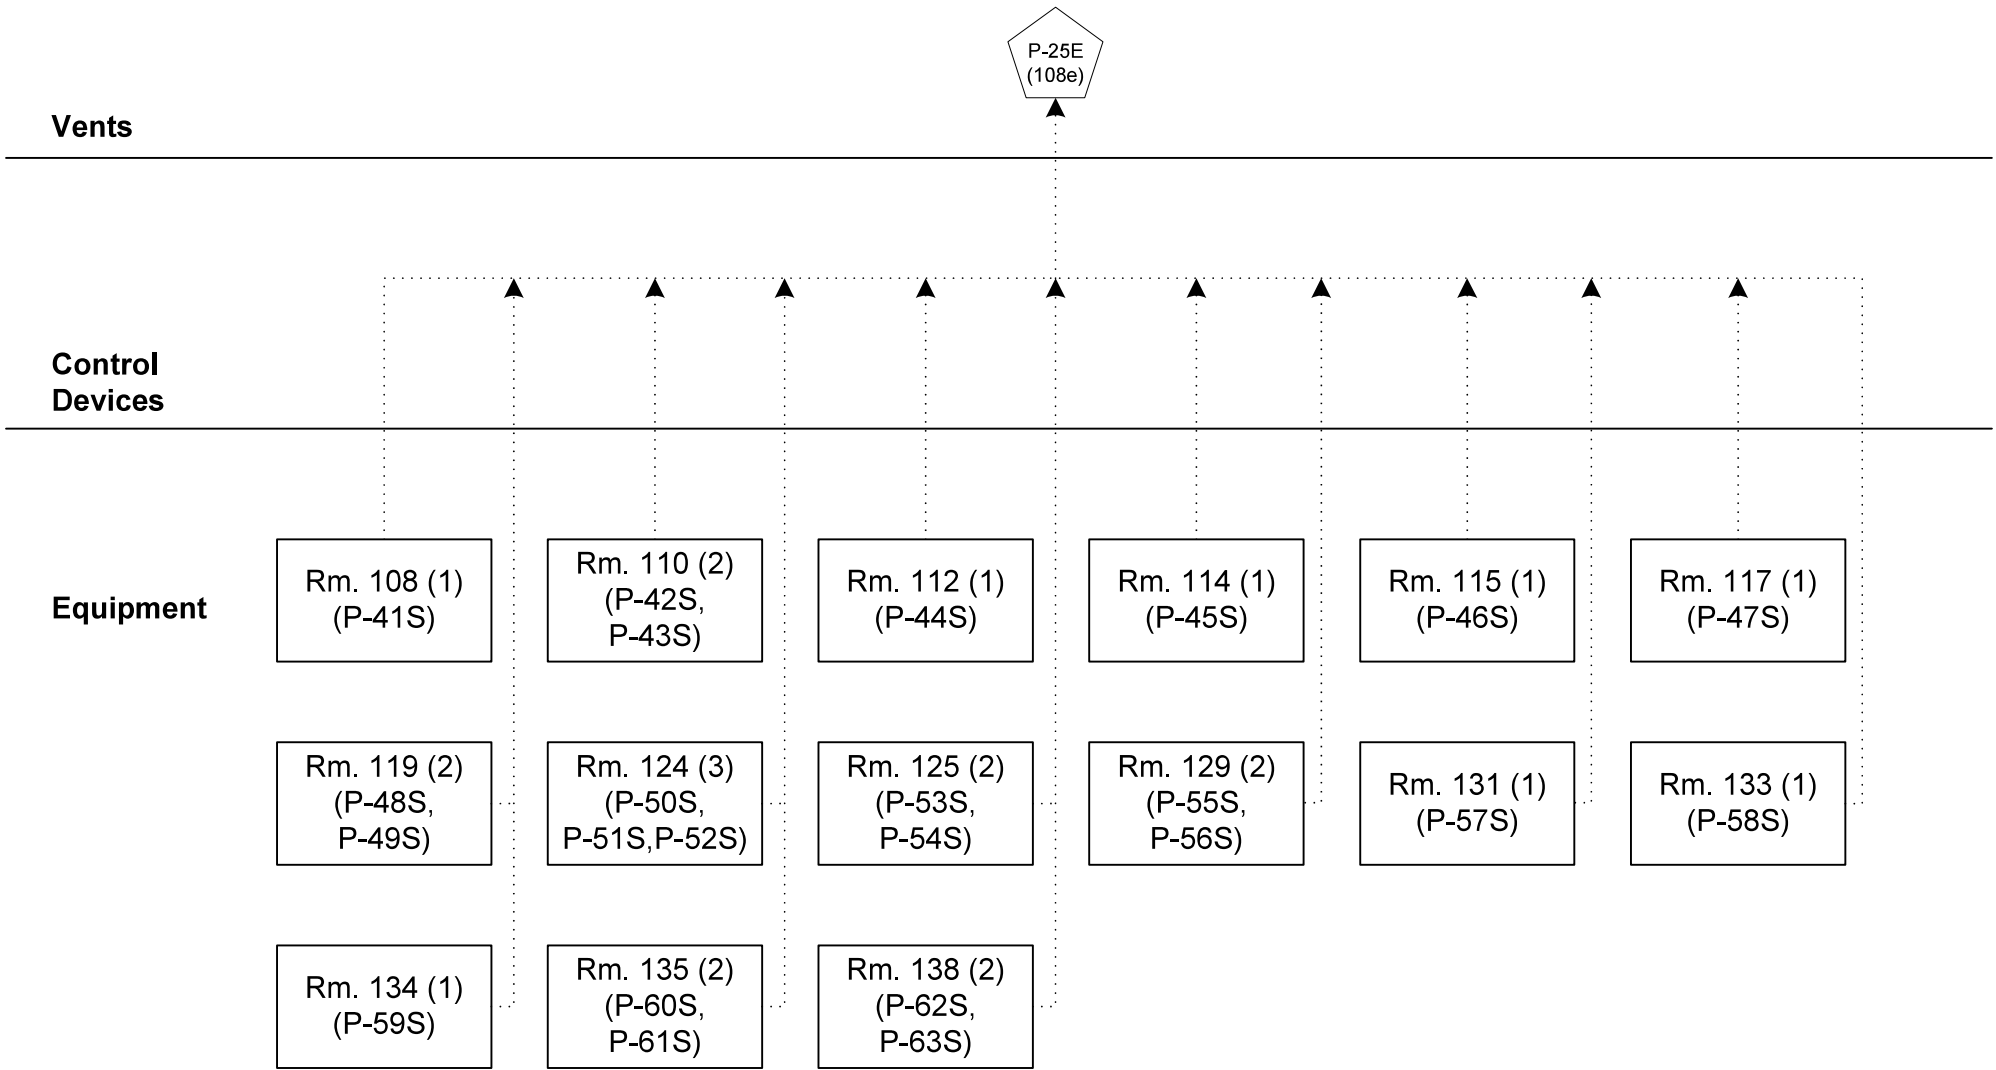 P-25E
(108e)
Vents
Control
Devices
Equipment
Rm. 108 (1)
(P-41S)
Rm. 110 (2)
(P-42S,
P-43S)
Rm. 112 (1)
(P-44S)
Rm. 114 (1)
(P-45S)
Rm. 115 (1)
(P-46S)
Rm. 117 (1)
(P-47S)
Rm. 119 (2)
(P-48S,
P-49S)
Rm. 124 (3)
(P-50S,
P-51S,P-52S)
Rm. 125 (2)
(P-53S,
P-54S)
Rm. 129 (2)
(P-55S,
P-56S)
Rm. 131 (1)
(P-57S)
Rm. 133 (1)
(P-58S)
Rm. 134 (1)
(P-59S)
Rm. 135 (2)
(P-60S,
P-61S)
Rm. 138 (2)
(P-62S,
P-63S)